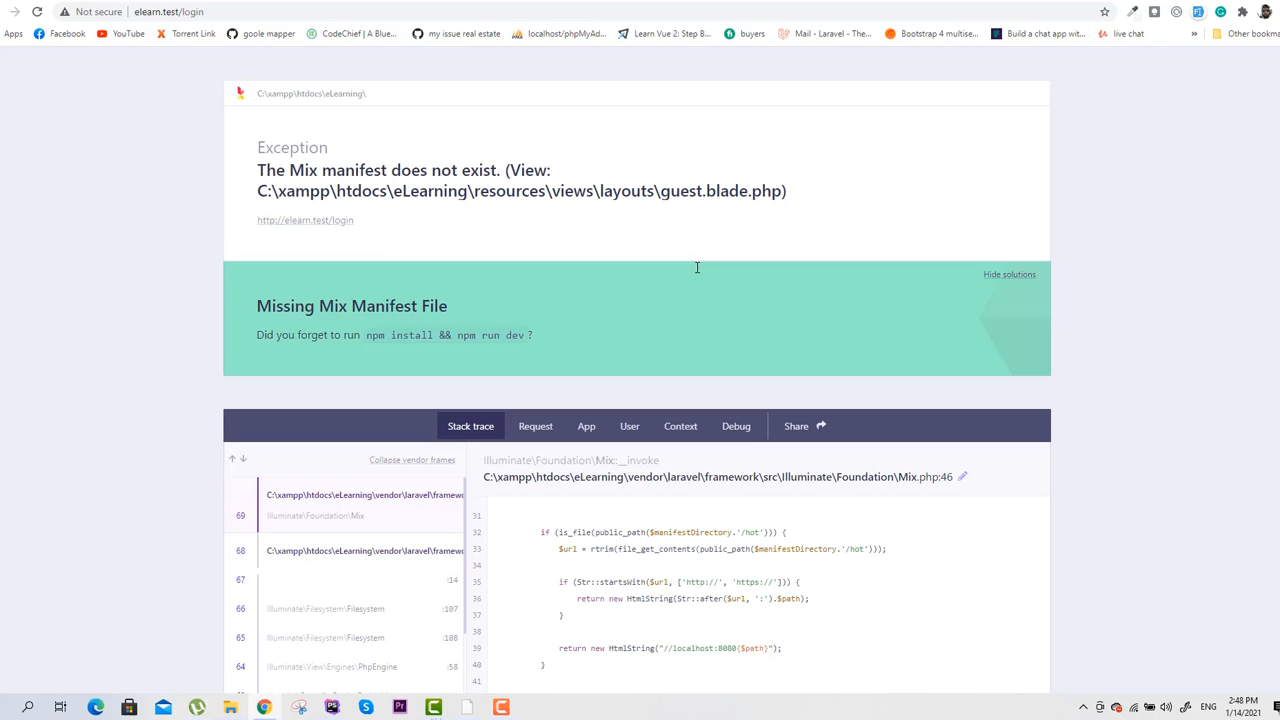 Not secure elearn.test/login
Apps Facebook YouTube Torrent Link goole mapper CodeChief ( A Blue... my issue real estate localhost/phpMyAd... Learn Vue 2: Step B... buyers Mail - Laravel - The... Bootstrap 4 multise... Build a chat app wit... live chat » Other bookma
C:\xampp\htdocs\eLearning\
Exception
The Mix manifest does not exist. (View:
C:\xampp\htdocs\eLearning\resources\views\layouts\guest.blade.php)
http://elearn.test/login
Hide solutions
Missing Mix Manifest File
Did you forget to run npm install && npm run dev?
Stack trace Request App User Context Debug Share
Collapse vendor frames
Illuminate\Foundation\Mix::__invoke
C:\xampp\htdocs\eLearning\vendor\laravel\framework\src\Illuminate\Foundation\Mix.php:46
C:\xampp\htdocs\eLearning\vendor\laravel\framew
69 Illuminate\Foundation\Mix
68 C:\xampp\htdocs\eLearning\vendor\laravel\framew
67 :14
66 Illuminate\Filesystem\Filesystem :107
65 Illuminate\Filesystem\Filesystem :108
64 Illuminate\View\Engines\PhpEngine :58
31
32 if (is_file(public_path($manifestDirectory.'/hot'))) {
33 $url = rtrim(file_get_contents(public_path($manifestDirectory.'/hot')));
34
35 if (Str::startsWith($url, ['http://', 'https://'])) {
36 return new HtmlString(Str::after($url, ':').$path);
37 }
38
39 return new HtmlString("//localhost:8080{$path}");
40 }
41
ENG 2:48 PM
1/14/2021